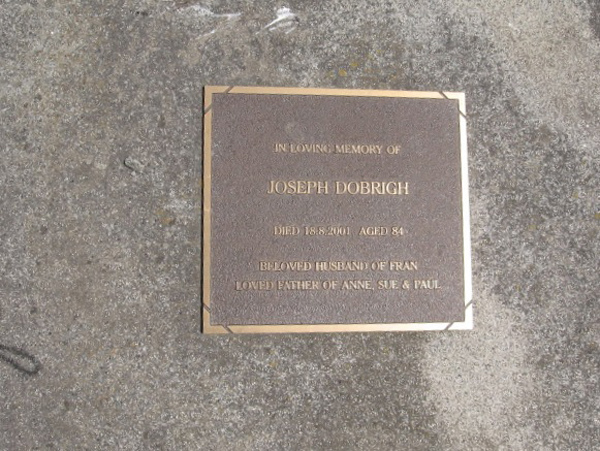 IN LOVING MEMORY OF
JOSEPH DOBRIGH
DIED 18·8·2001 AGED 84
BELOVED HUSBAND OF FRAN
LOVED FATHER OF ANNE, SUE & PAUL